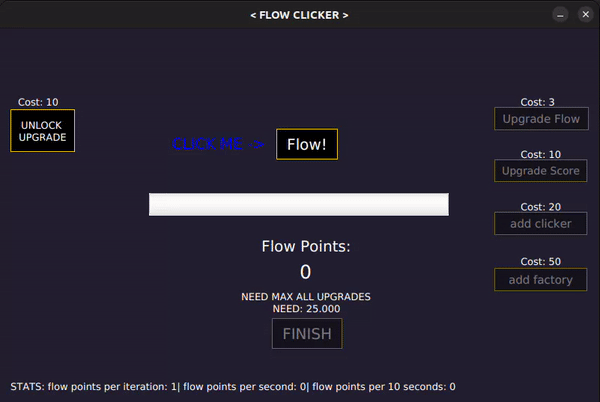 < FLOW CLICKER >
Cost: 10
UNLOCK
UPGRADE
CLICK ME ->
Flow!
Cost: 3
Upgrade Flow
Cost: 10
Upgrade Score
Cost: 20
add clicker
Cost: 50
add factory
Flow Points:
0
NEED MAX ALL UPGRADES
NEED: 25.000
FINISH
STATS: flow points per iteration: 1| flow points per second: 0| flow points per 10 seconds: 0